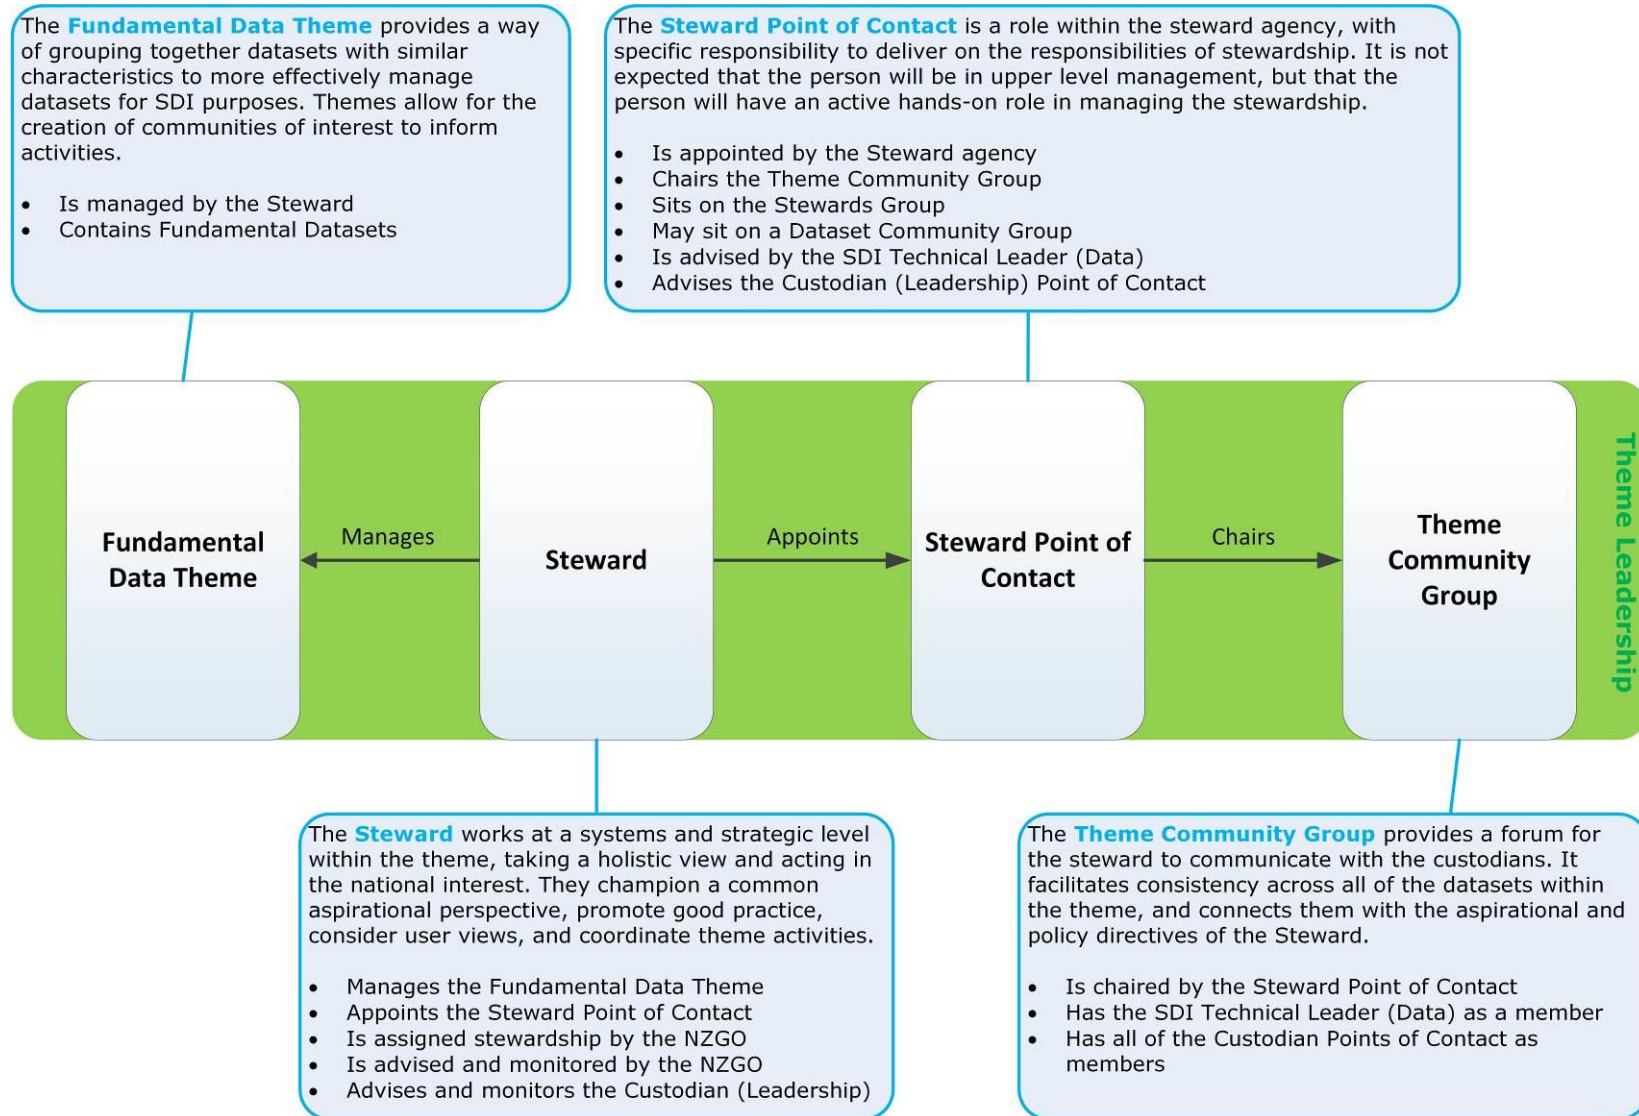 The Fundamental Data Theme provides a way
of grouping together datasets with similar
characteristics to more effectively manage
datasets for SDI purposes. Themes allow for the
creation of communities of interest to inform
activities.
• Is managed by the Steward
• Contains Fundamental Datasets
The Steward Point of Contact is a role within the steward agency, with
specific responsibility to deliver on the responsibilities of stewardship. It is not
expected that the person will be in upper level management, but that the
person will have an active hands-on role in managing the stewardship.
• Is appointed by the Steward agency
• Chairs the Theme Community Group
• Sits on the Stewards Group
• May sit on a Dataset Community Group
• Is advised by the SDI Technical Leader (Data)
• Advises the Custodian (Leadership) Point of Contact
Fundamental
Data Theme
Manages
Steward
Appoints
Steward Point of
Contact
Chairs
Theme
Community
Group
Theme Leadership
The Steward works at a systems and strategic level
within the theme, taking a holistic view and acting in
the national interest. They champion a common
aspirational perspective, promote good practice,
consider user views, and coordinate theme activities.
• Manages the Fundamental Data Theme
• Appoints the Steward Point of Contact
• Is assigned stewardship by the NZGO
• Is advised and monitored by the NZGO
• Advises and monitors the Custodian (Leadership)
The Theme Community Group provides a forum for
the steward to communicate with the custodians. It
facilitates consistency across all of the datasets within
the theme, and connects them with the aspirational and
policy directives of the Steward.
• Is chaired by the Steward Point of Contact
• Has the SDI Technical Leader (Data) as a member
• Has all of the Custodian Points of Contact as
members